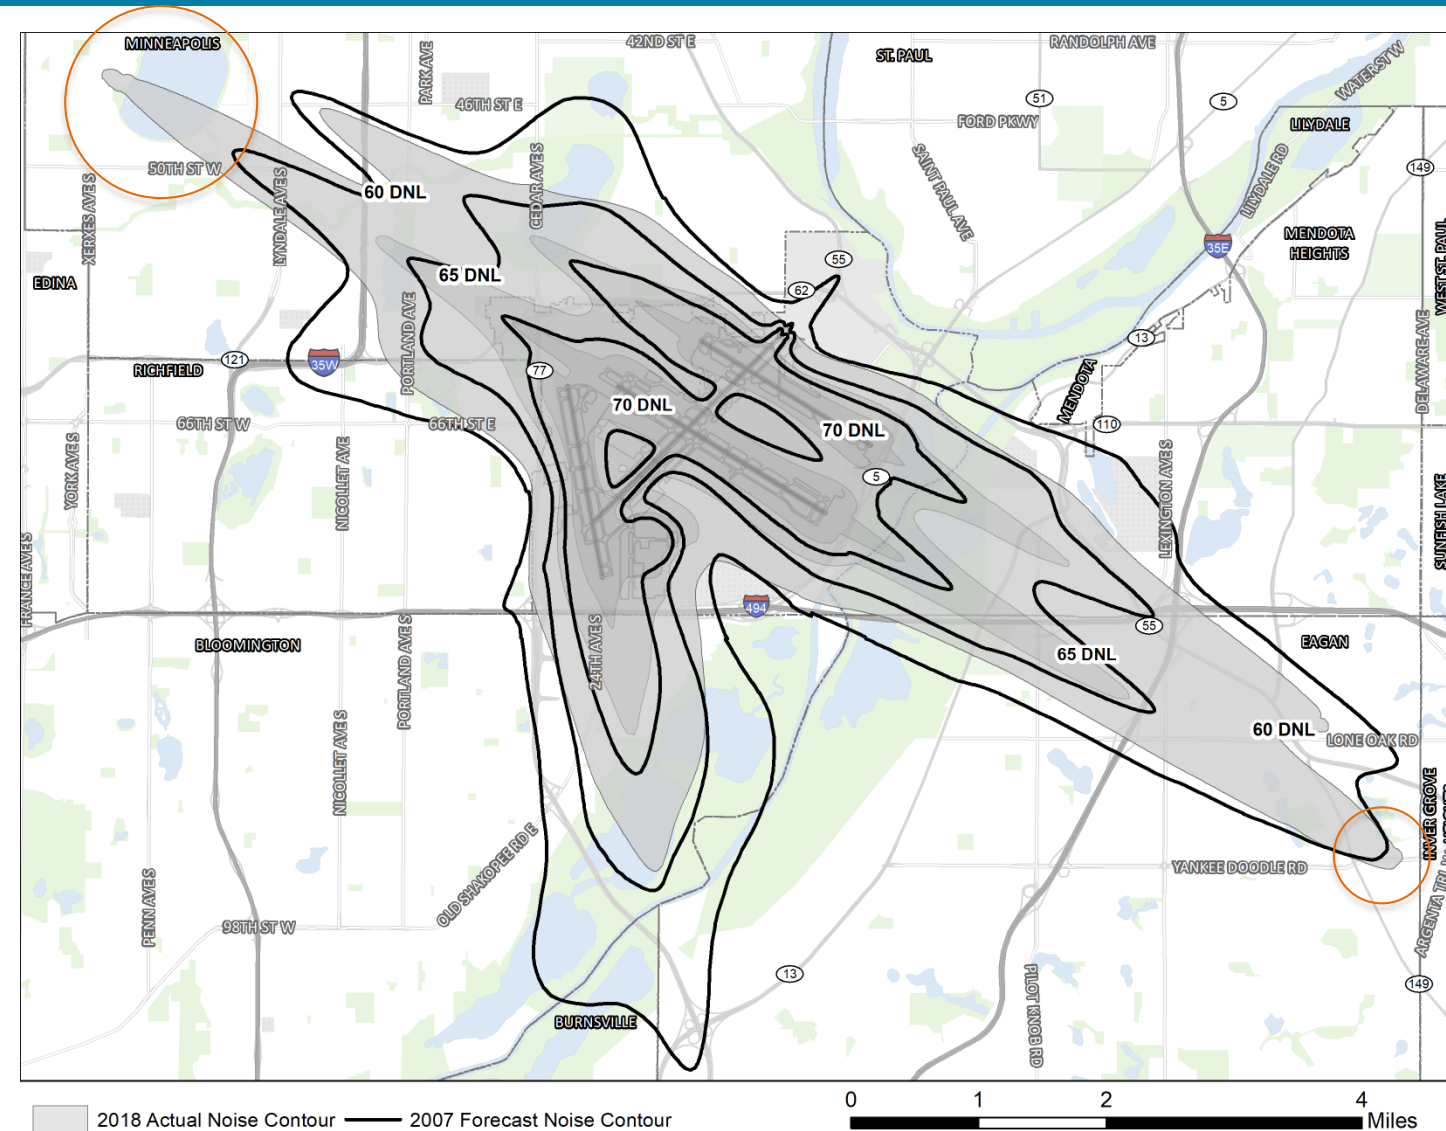 MINNEAPOLIS
42ND ST E
ST. PAUL
RANDOLPH AVE
WATER ST W
PARK AVE
46TH ST E
51
5
FORD PKWY
LILYDALE
50TH ST W
60 DNL
LYNDALE AVE S
XERXES AVE S
CEDAR AVE S
SAINT PAUL AVE
LILYDALE RD
149
MENDOTA
HEIGHTS
WEST ST. PAUL
35E
EDINA
65 DNL
55
62
PORTLAND AVE
13
121
35W
RICHFIELD
77
MENDOTA
DELAWARE AVE
70 DNL
70 DNL
66TH ST W
66TH ST E
110
YORK AVE S
NICOLLET AVE
5
LEXINGTON AVE S
SUNFISH LAKE
FRANCE AVE S
494
55
BLOOMINGTON
24TH AVE S
PORTLAND AVE S
65 DNL
EAGAN
60 DNL
LONE OAK RD
NICOLLET AVE S
INVER GROVE
OLD SHAKOPEE RD E
YANKEE DOODLE RD
PENN AVE S
98TH ST W
ARGENTA TRL
13
PILOT KNOB RD
149
BURNSVILLE
2018 Actual Noise Contour
2007 Forecast Noise Contour
0 1 2 4
Miles